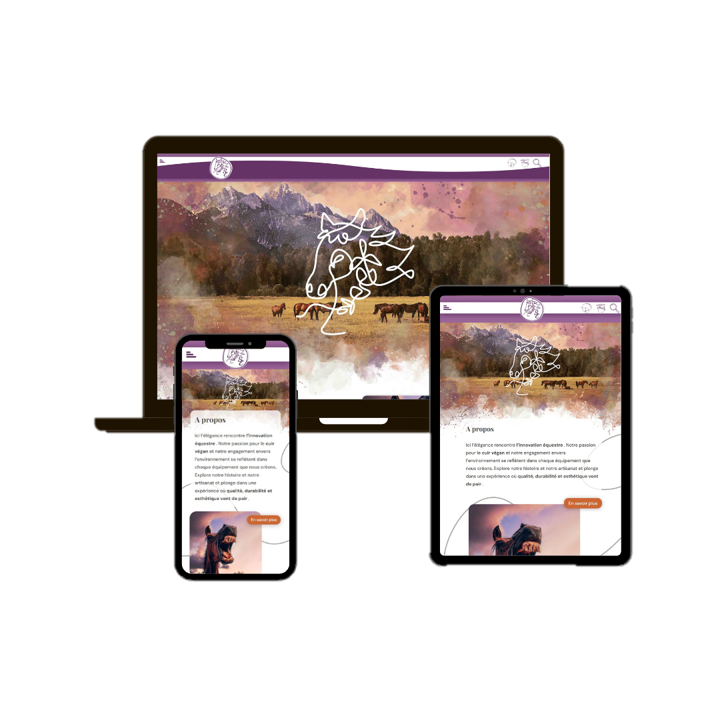 A propos
Ici l'élégance rencontre l'innovation
équestre . Notre passion pour le cuir
végan et notre engagement envers
l'environnement se reflètent dans
chaque équipement que nous créons.
Explore notre histoire et notre
artisanat et plonge dans une
expérience où qualité, durabilité et
esthétique vont de pair .
En savoir plus
A propos
Ici l'élégance rencontre l'innovation équestre . Notre passion
pour le cuir végan et notre engagement envers
l'environnement se reflètent dans chaque équipement que
nous créons. Explore notre histoire et notre artisanat et plonge
dans une expérience où qualité, durabilité et esthétique vont
de pair .
En savoir plus